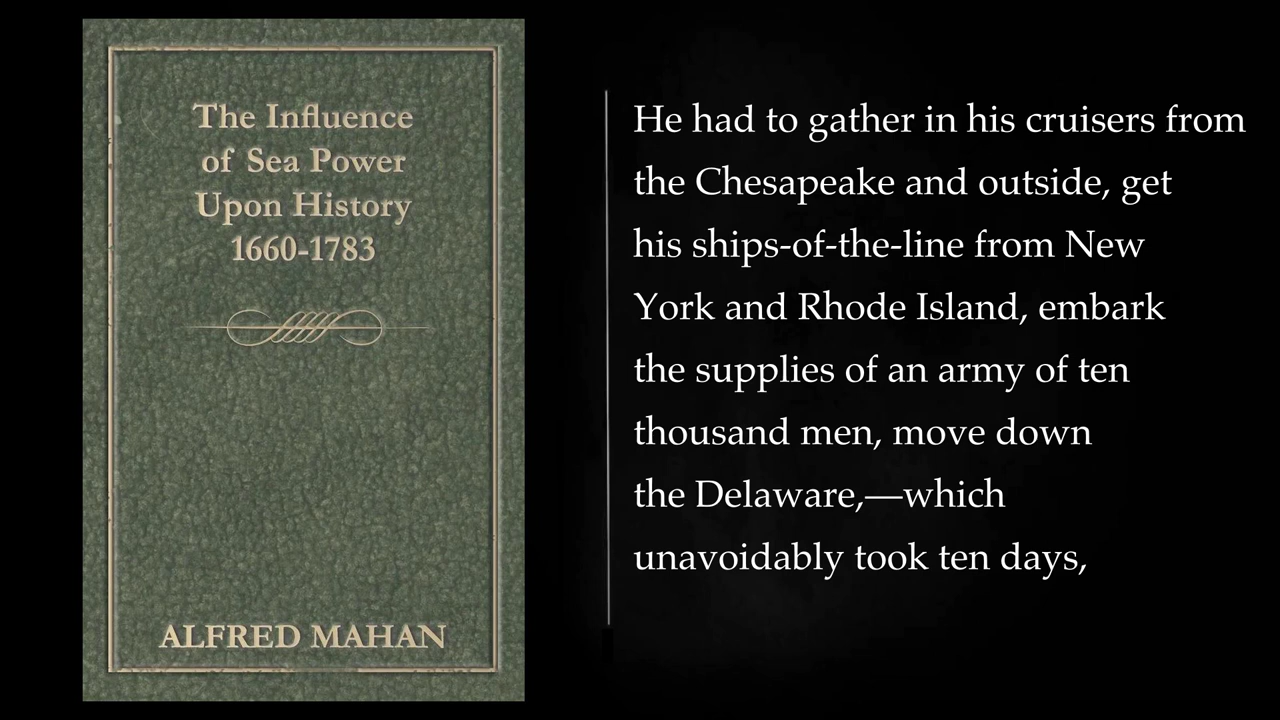 The Influence
of Sea Power
Upon History
1660-1783
ALFRED MAHAN
He had to gather in his cruisers from
the Chesapeake and outside, get
his ships-of-the-line from New
York and Rhode Island, embark
the supplies of an army of ten
thousand men, move down
the Delaware,—which
unavoidably took ten days,